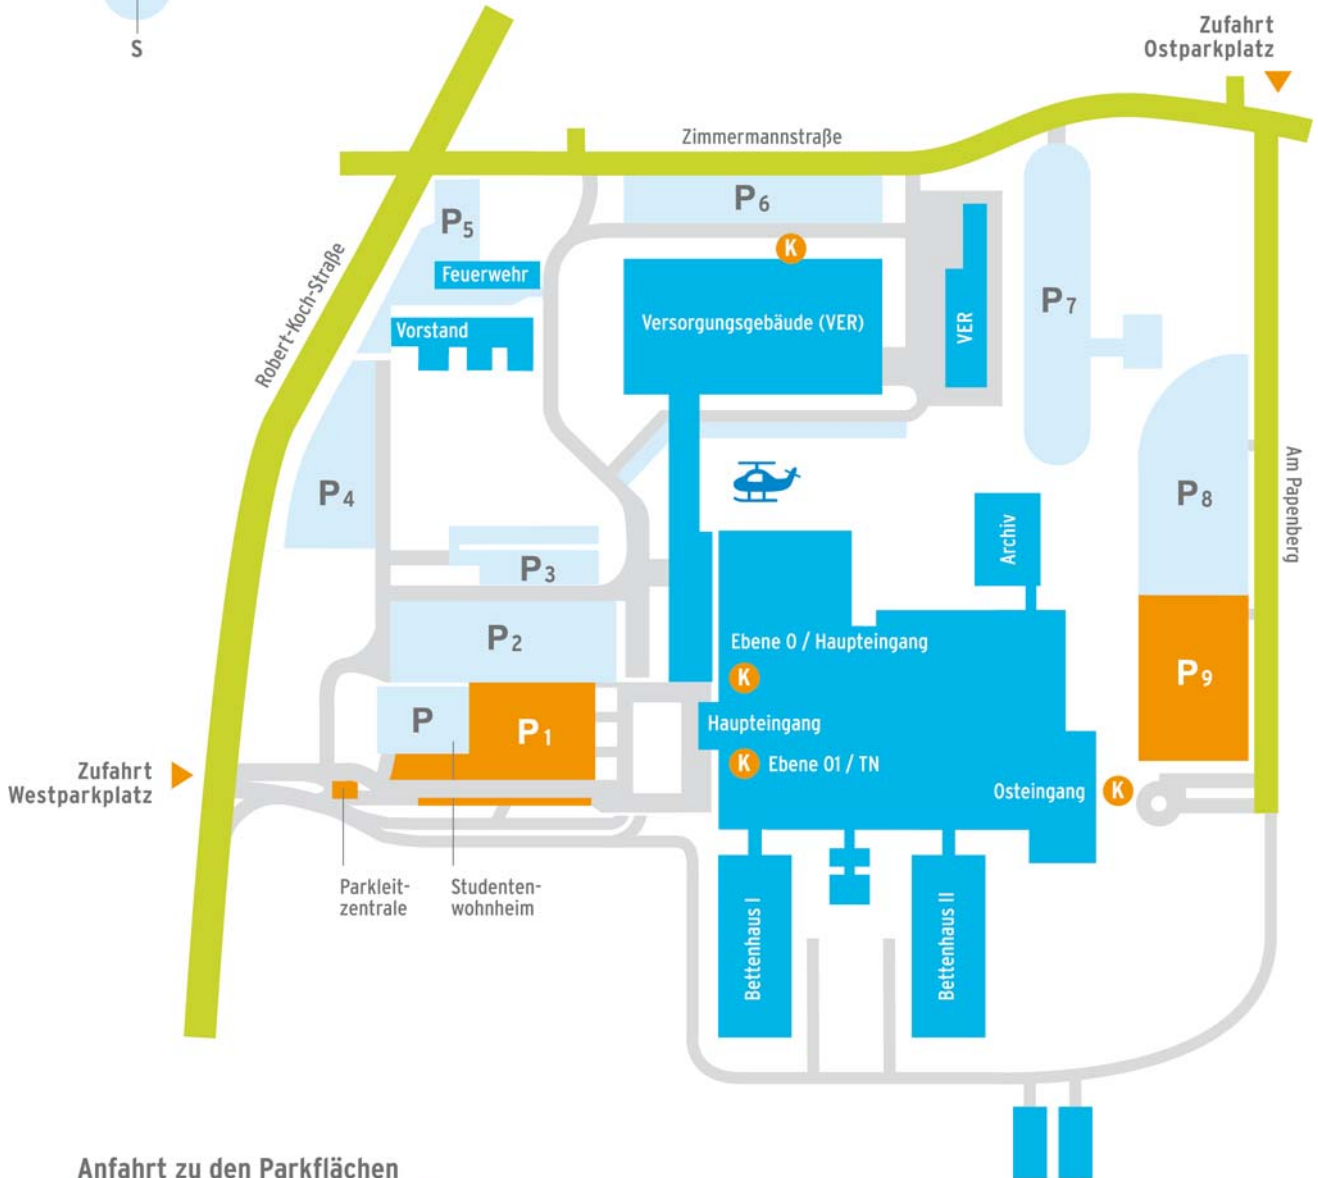 S
Zufahrt
Ostparkplatz
Zimmermannstraße
P6
P5
K
Feuerwehr
Robert-Koch-Straße
P7
Versorgungsgebäude (VER)
VER
Vorstand
Am Papenberg
P4
P8
Archiv
P3
P2
Ebene 0 / Haupteingang
K
P9
P
P1
Haupteingang
K Ebene 01 / TN
Zufahrt
Westparkplatz
Osteingang K
Parkleit-
zentrale
Studenten-
wohnheim
Bettenhaus I
Bettenhaus II
Anfahrt zu den Parkflächen